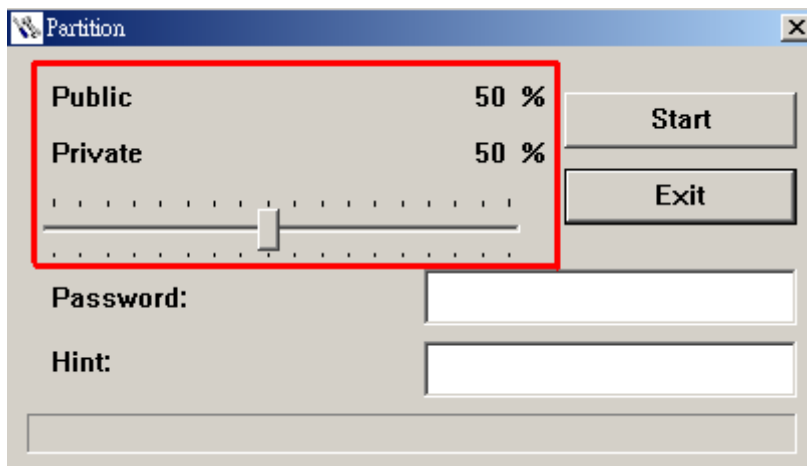 Partition
Public 50 %
Private 50 %
Start
Exit
Password:
Hint: